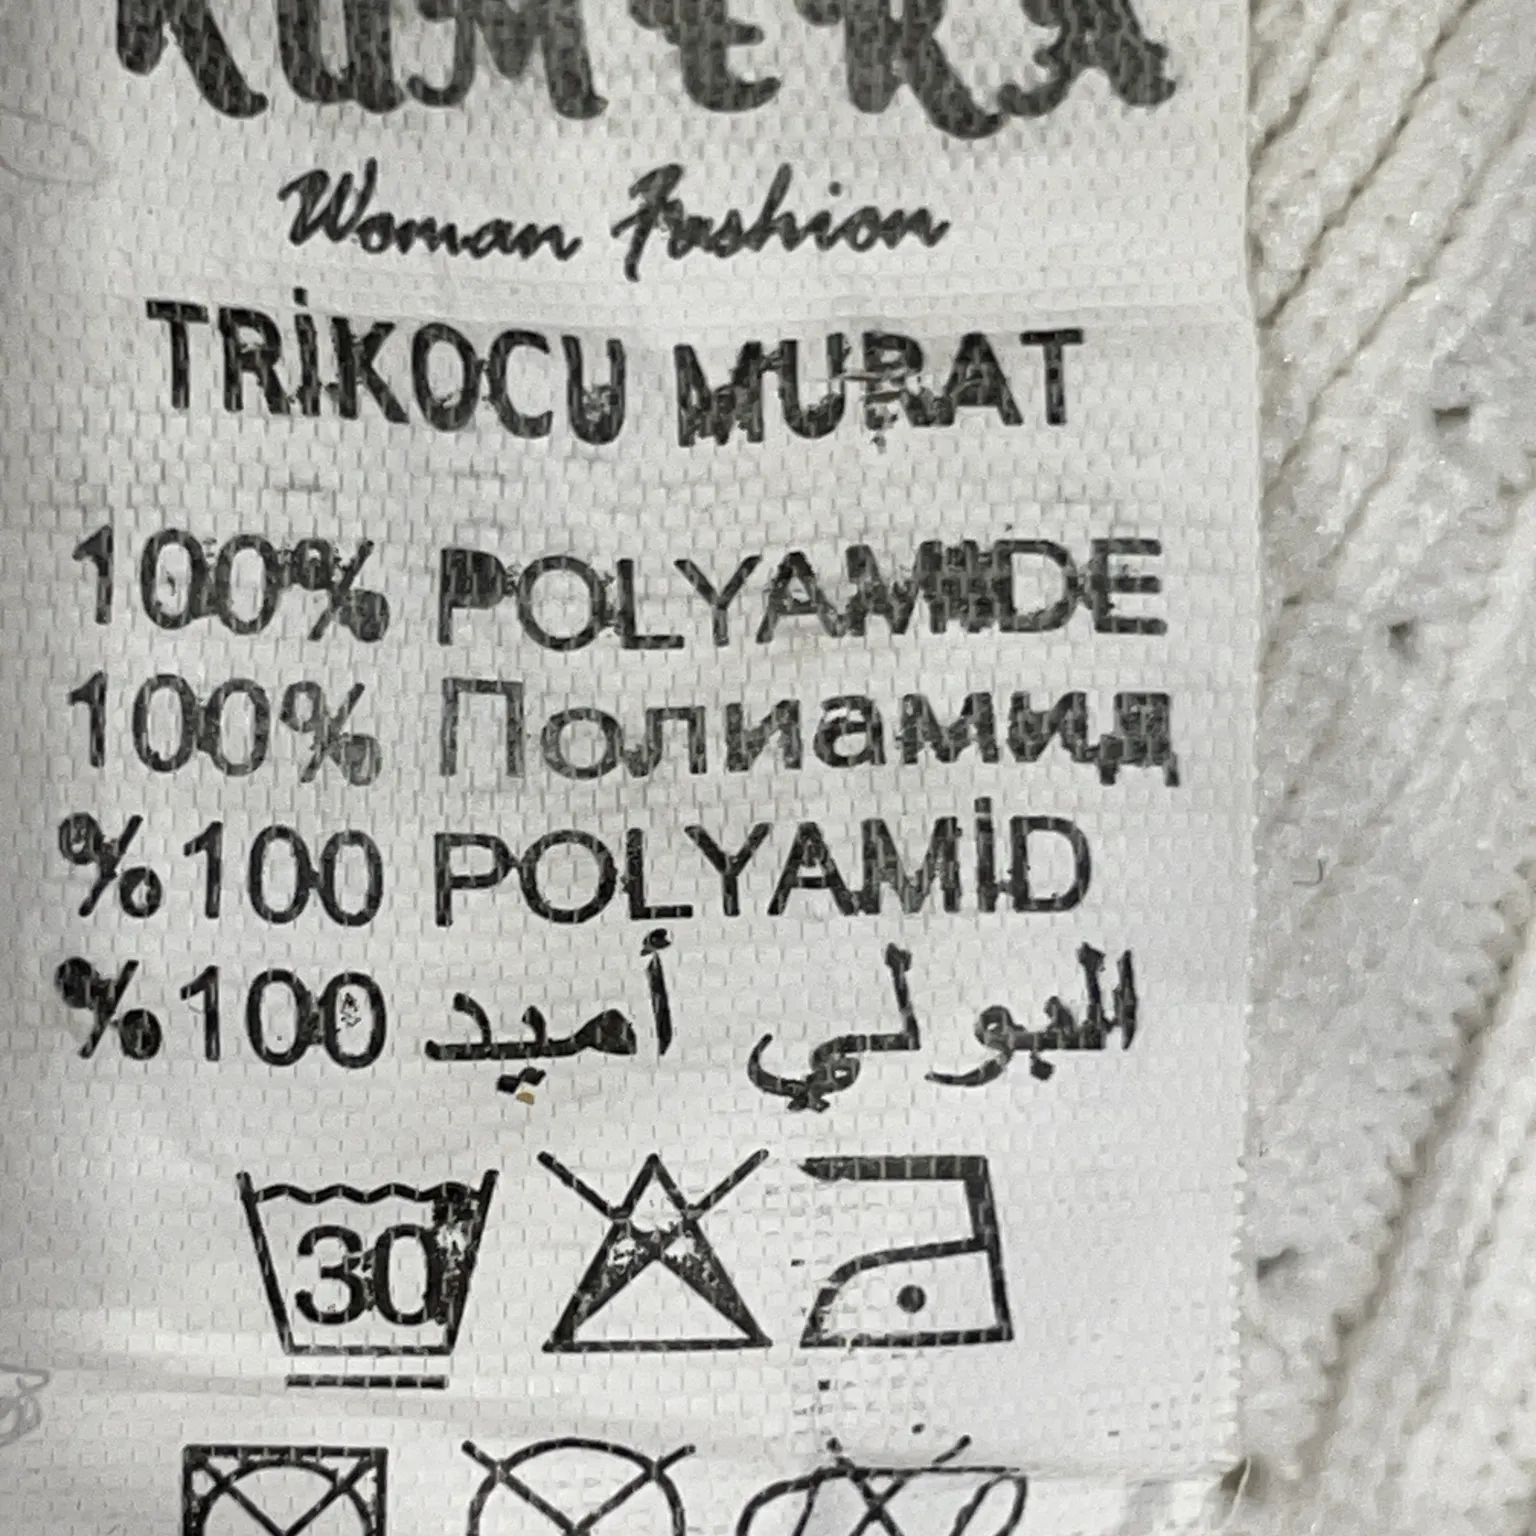 Woman Fashion
TRİKOCU MURAT
100% POLYAMIDE
100% Полиамид
%100 POLYAMİD
%100 البولي أميد
30